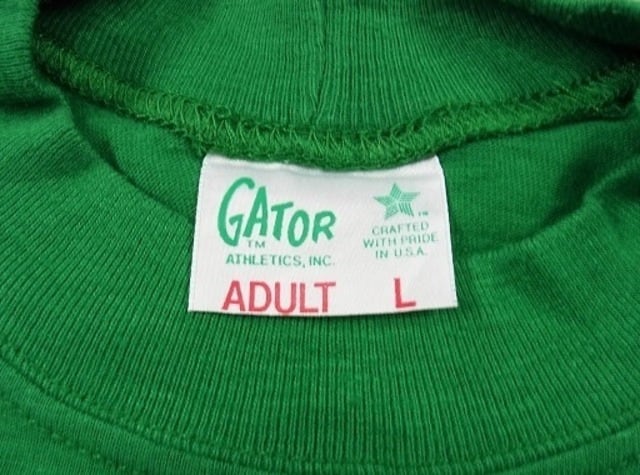 GATOR
TM
ATHLETICS, INC.
TM
CRAFTED
WITH PRIDE
IN U.S.A.
ADULT L